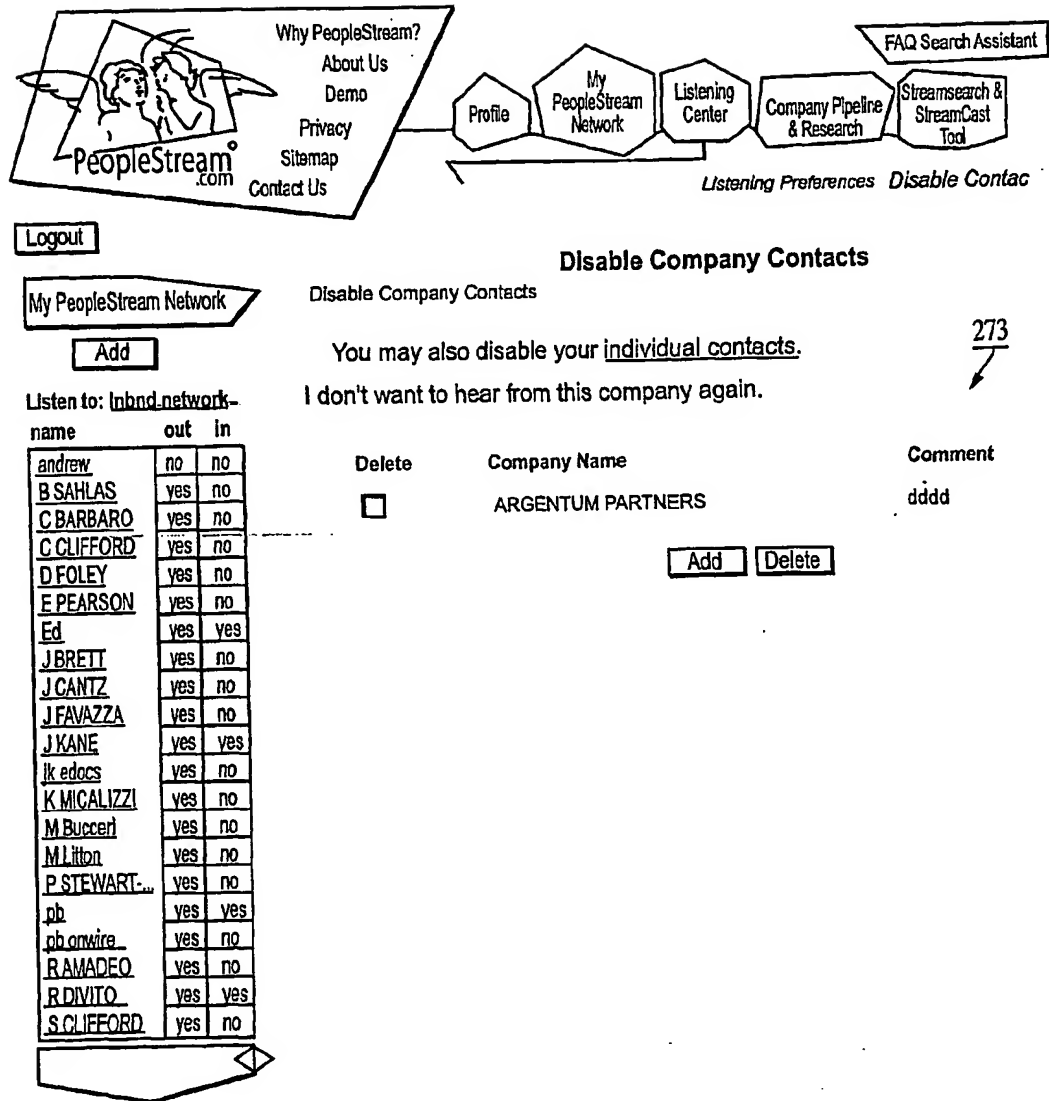 Why PeopleStream?
About Us
Demo
Privacy
Sitemap
Contact Us
PeopleStream
.com
FAQ Search Assistant
Profile
My
PeopleStream
Network
Listening
Center
Company Pipeline
& Research
Streamsearch &
StreamCast
Tool
Listening Preferences Disable Contac
Logout
Disable Company Contacts
My PeopleStream Network
Disable Company Contacts
Add
You may also disable your individual contacts.
273
I don't want to hear from this company again.
Listen to: Inbnd network
name out in
andrew no no
B SAHLAS yes no
C BARBARO yes no
C CLIFFORD yes no
D FOLEY yes no
E PEARSON yes no
Ed yes yes
J BRETT yes no
J CANTZ yes no
J FAVAZZA yes no
J KANE yes yes
jk edocs yes no
K MICALIZZI yes no
M Bucceri yes no
M Litton yes no
P STEWART-... yes no
pb yes yes
pb onwire yes no
R AMADEO yes no
R DIVITO yes yes
S CLIFFORD yes no
Delete Company Name Comment
ARGENTUM PARTNERS dddd
Add Delete